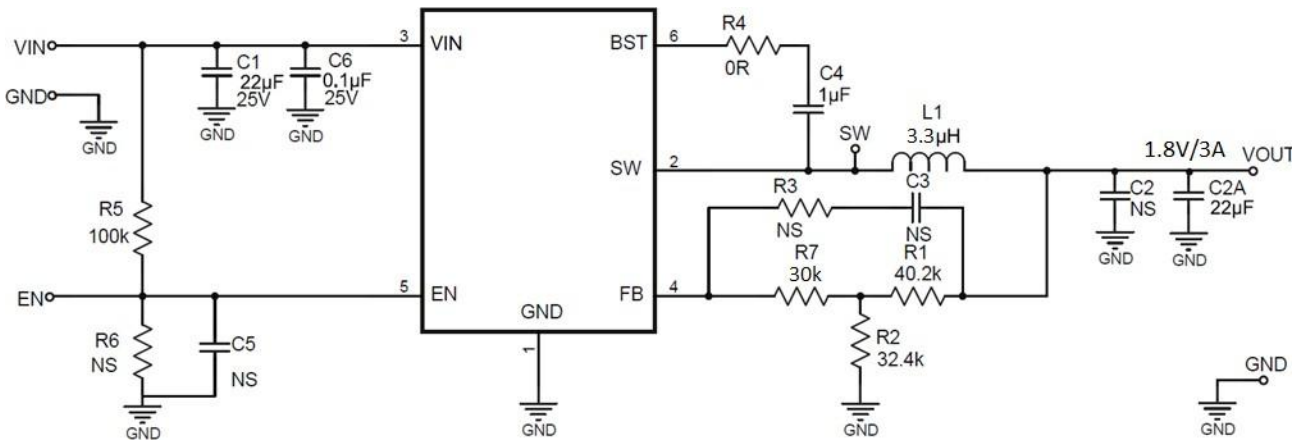 VIN
GND
GND
C1
22µF
25V
GND
C6
0.1µF
25V
GND
R5
100k
EN
R6
NS
C5
NS
GND
3
VIN
5
EN
GND
1
GND
BST
6
SW
2
FB
4
R4
0R
C4
1µF
SW
L1
3.3µH
R3
NS
C3
NS
R7
30k
R1
40.2k
R2
32.4k
GND
1.8V/3A
VOUT
C2
NS
GND
C2A
22µF
GND
GND
GND